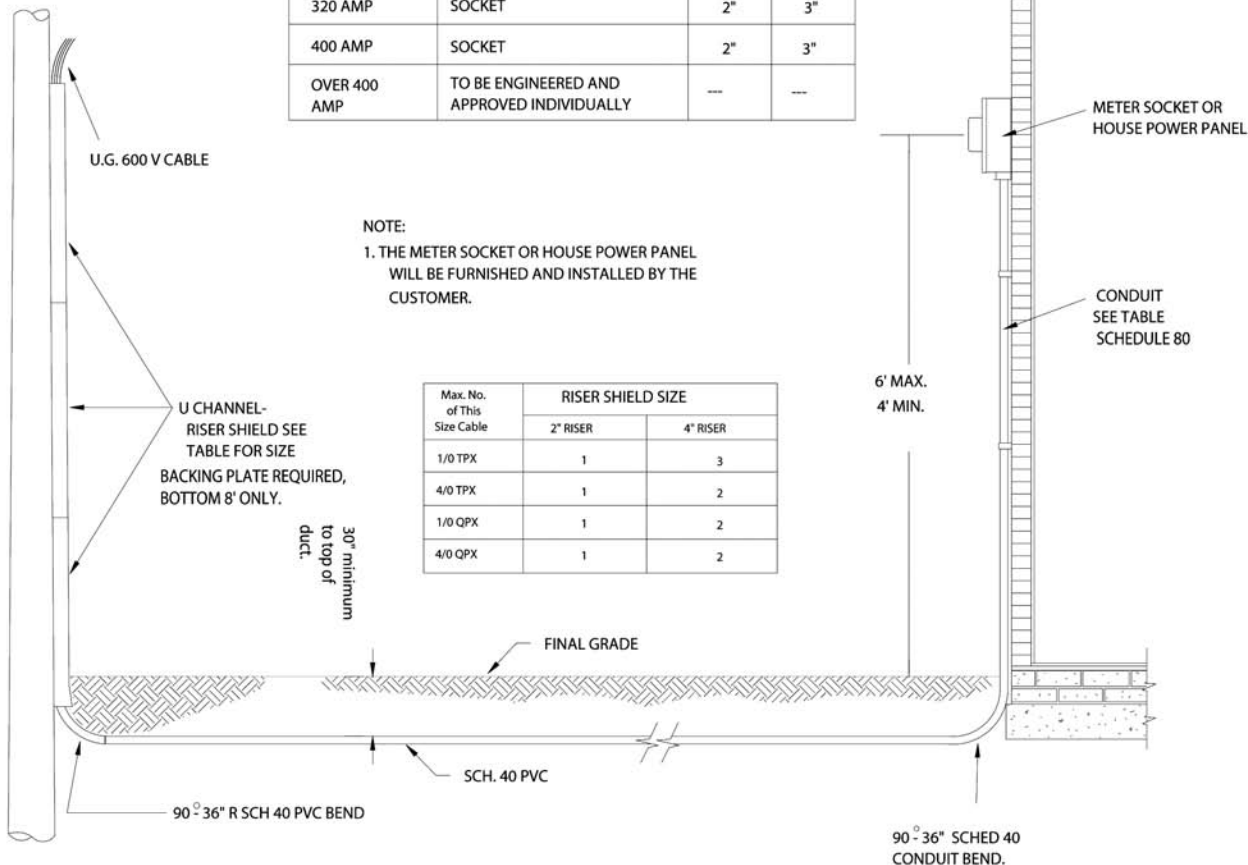 320 AMP SOCKET 2" 3"
400 AMP SOCKET 2" 3"
OVER 400 TO BE ENGINEERED AND --- ---
AMP APPROVED INDIVIDUALLY
METER SOCKET OR
HOUSE POWER PANEL
U.G. 600 V CABLE
NOTE:
1. THE METER SOCKET OR HOUSE POWER PANEL
WILL BE FURNISHED AND INSTALLED BY THE
CUSTOMER.
CONDUIT
SEE TABLE
SCHEDULE 80
6' MAX.
4' MIN.
U CHANNEL-
RISER SHIELD SEE
TABLE FOR SIZE
BACKING PLATE REQUIRED,
BOTTOM 8' ONLY.
Max. No.
of This
Size Cable
RISER SHIELD SIZE
2" RISER 4" RISER
1/0 TPX 1 3
4/0 TPX 1 2
1/0 QPX 1 2
4/0 QPX 1 2
30" minimum
to top of
duct.
FINAL GRADE
SCH. 40 PVC
90°- 36" R SCH 40 PVC BEND
90°- 36" SCHED 40
CONDUIT BEND.